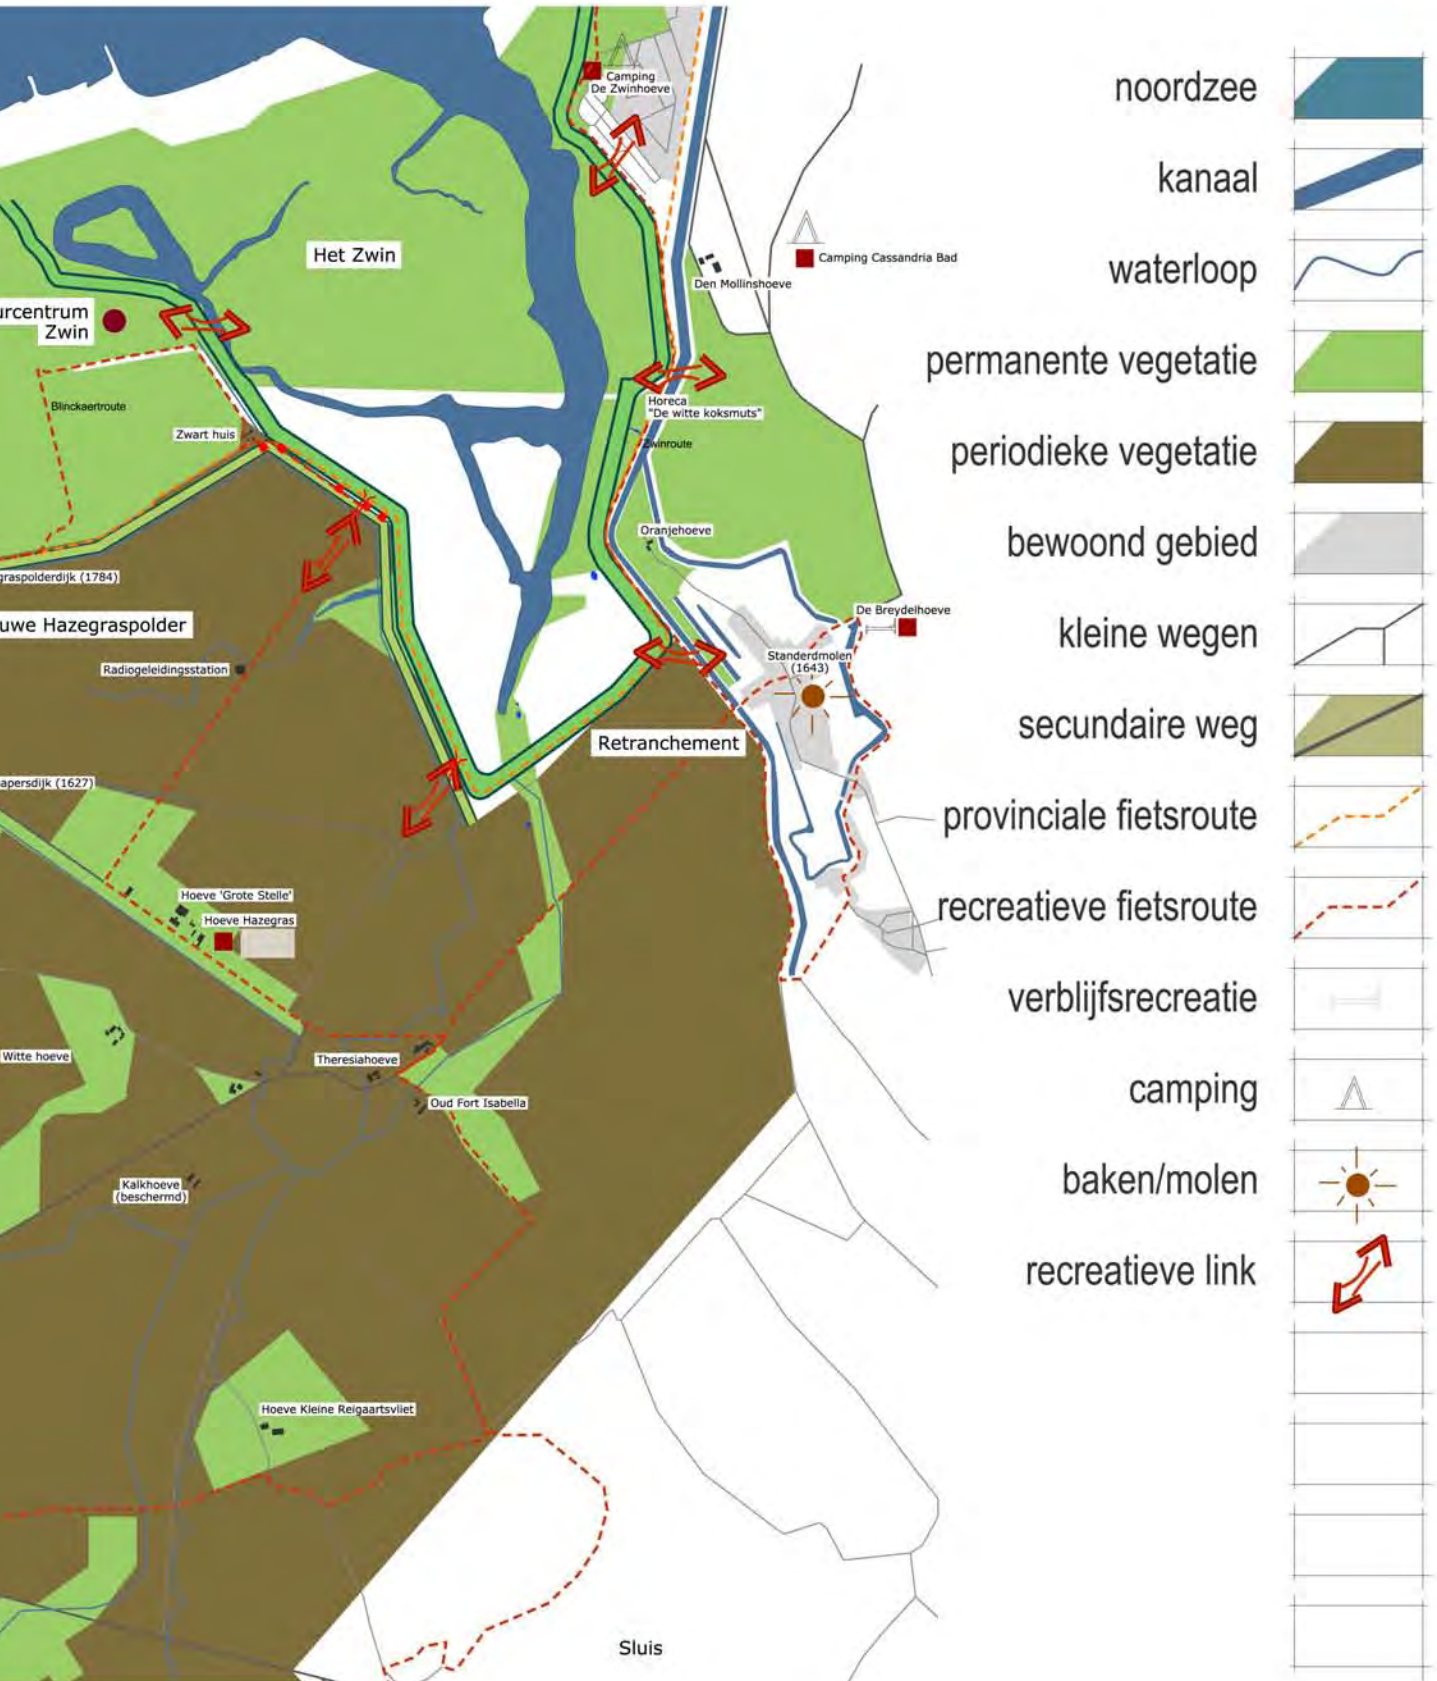 Camping
De Zwinhoeve
Het Zwin
Camping Cassandria Bad
Den Mollinshoeve
urcentrum
Zwin
Blinckaertroute
Horeca
"De witte koksmuts"
Zwart huis
Zwinroute
Oranjehoeve
graspolderdijk (1784)
De Breydelhoeve
uwe Hazegraspolder
Standerdmolen
(1643)
Radiogeleidingsstation
Retranchement
apersdijk (1627)
Hoeve 'Grote Stelle'
Hoeve Hazegras
Witte hoeve
Theresiahoeve
Oud Fort Isabella
Kalkhoeve
(beschermd)
Hoeve Kleine Reigaartsvliet
Sluis
noordzee
kanaal
waterloop
permanente vegetatie
periodieke vegetatie
bewoond gebied
kleine wegen
secundaire weg
provinciale fietsroute
recreatieve fietsroute
verblijfsrecreatie
camping
baken/molen
recreatieve link